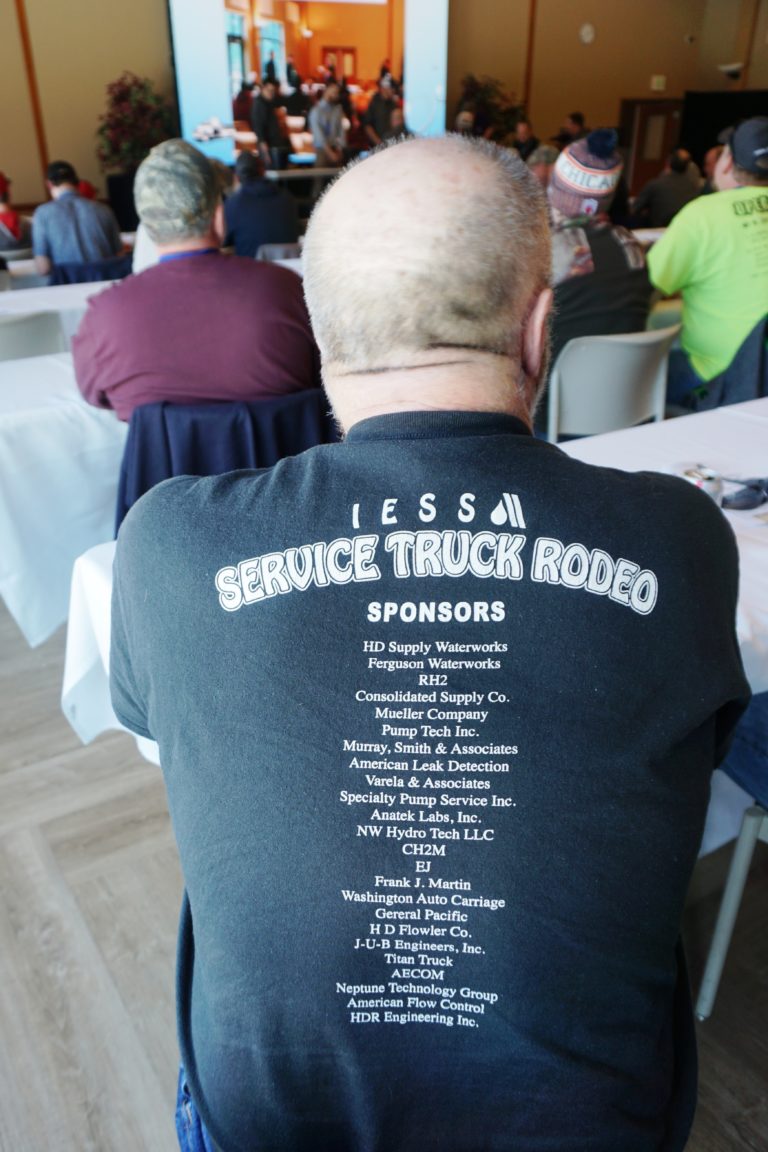 IESS
SERVICE TRUCK RODEO
SPONSORS
HD Supply Waterworks
Ferguson Waterworks
RH2
Consolidated Supply Co.
Mueller Company
Pump Tech Inc.
Murray, Smith & Associates
American Leak Detection
Varela & Associates
Specialty Pump Service Inc.
Anatek Labs, Inc.
NW Hydro Tech LLC
CH2M
EJ
Frank J. Martin
Washington Auto Carriage
Gereral Pacific
H D Flowler Co.
J-U-B Engineers, Inc.
Titan Truck
AECOM
Neptune Technology Group
American Flow Control
HDR Engineering Inc.
CHICA
OPER